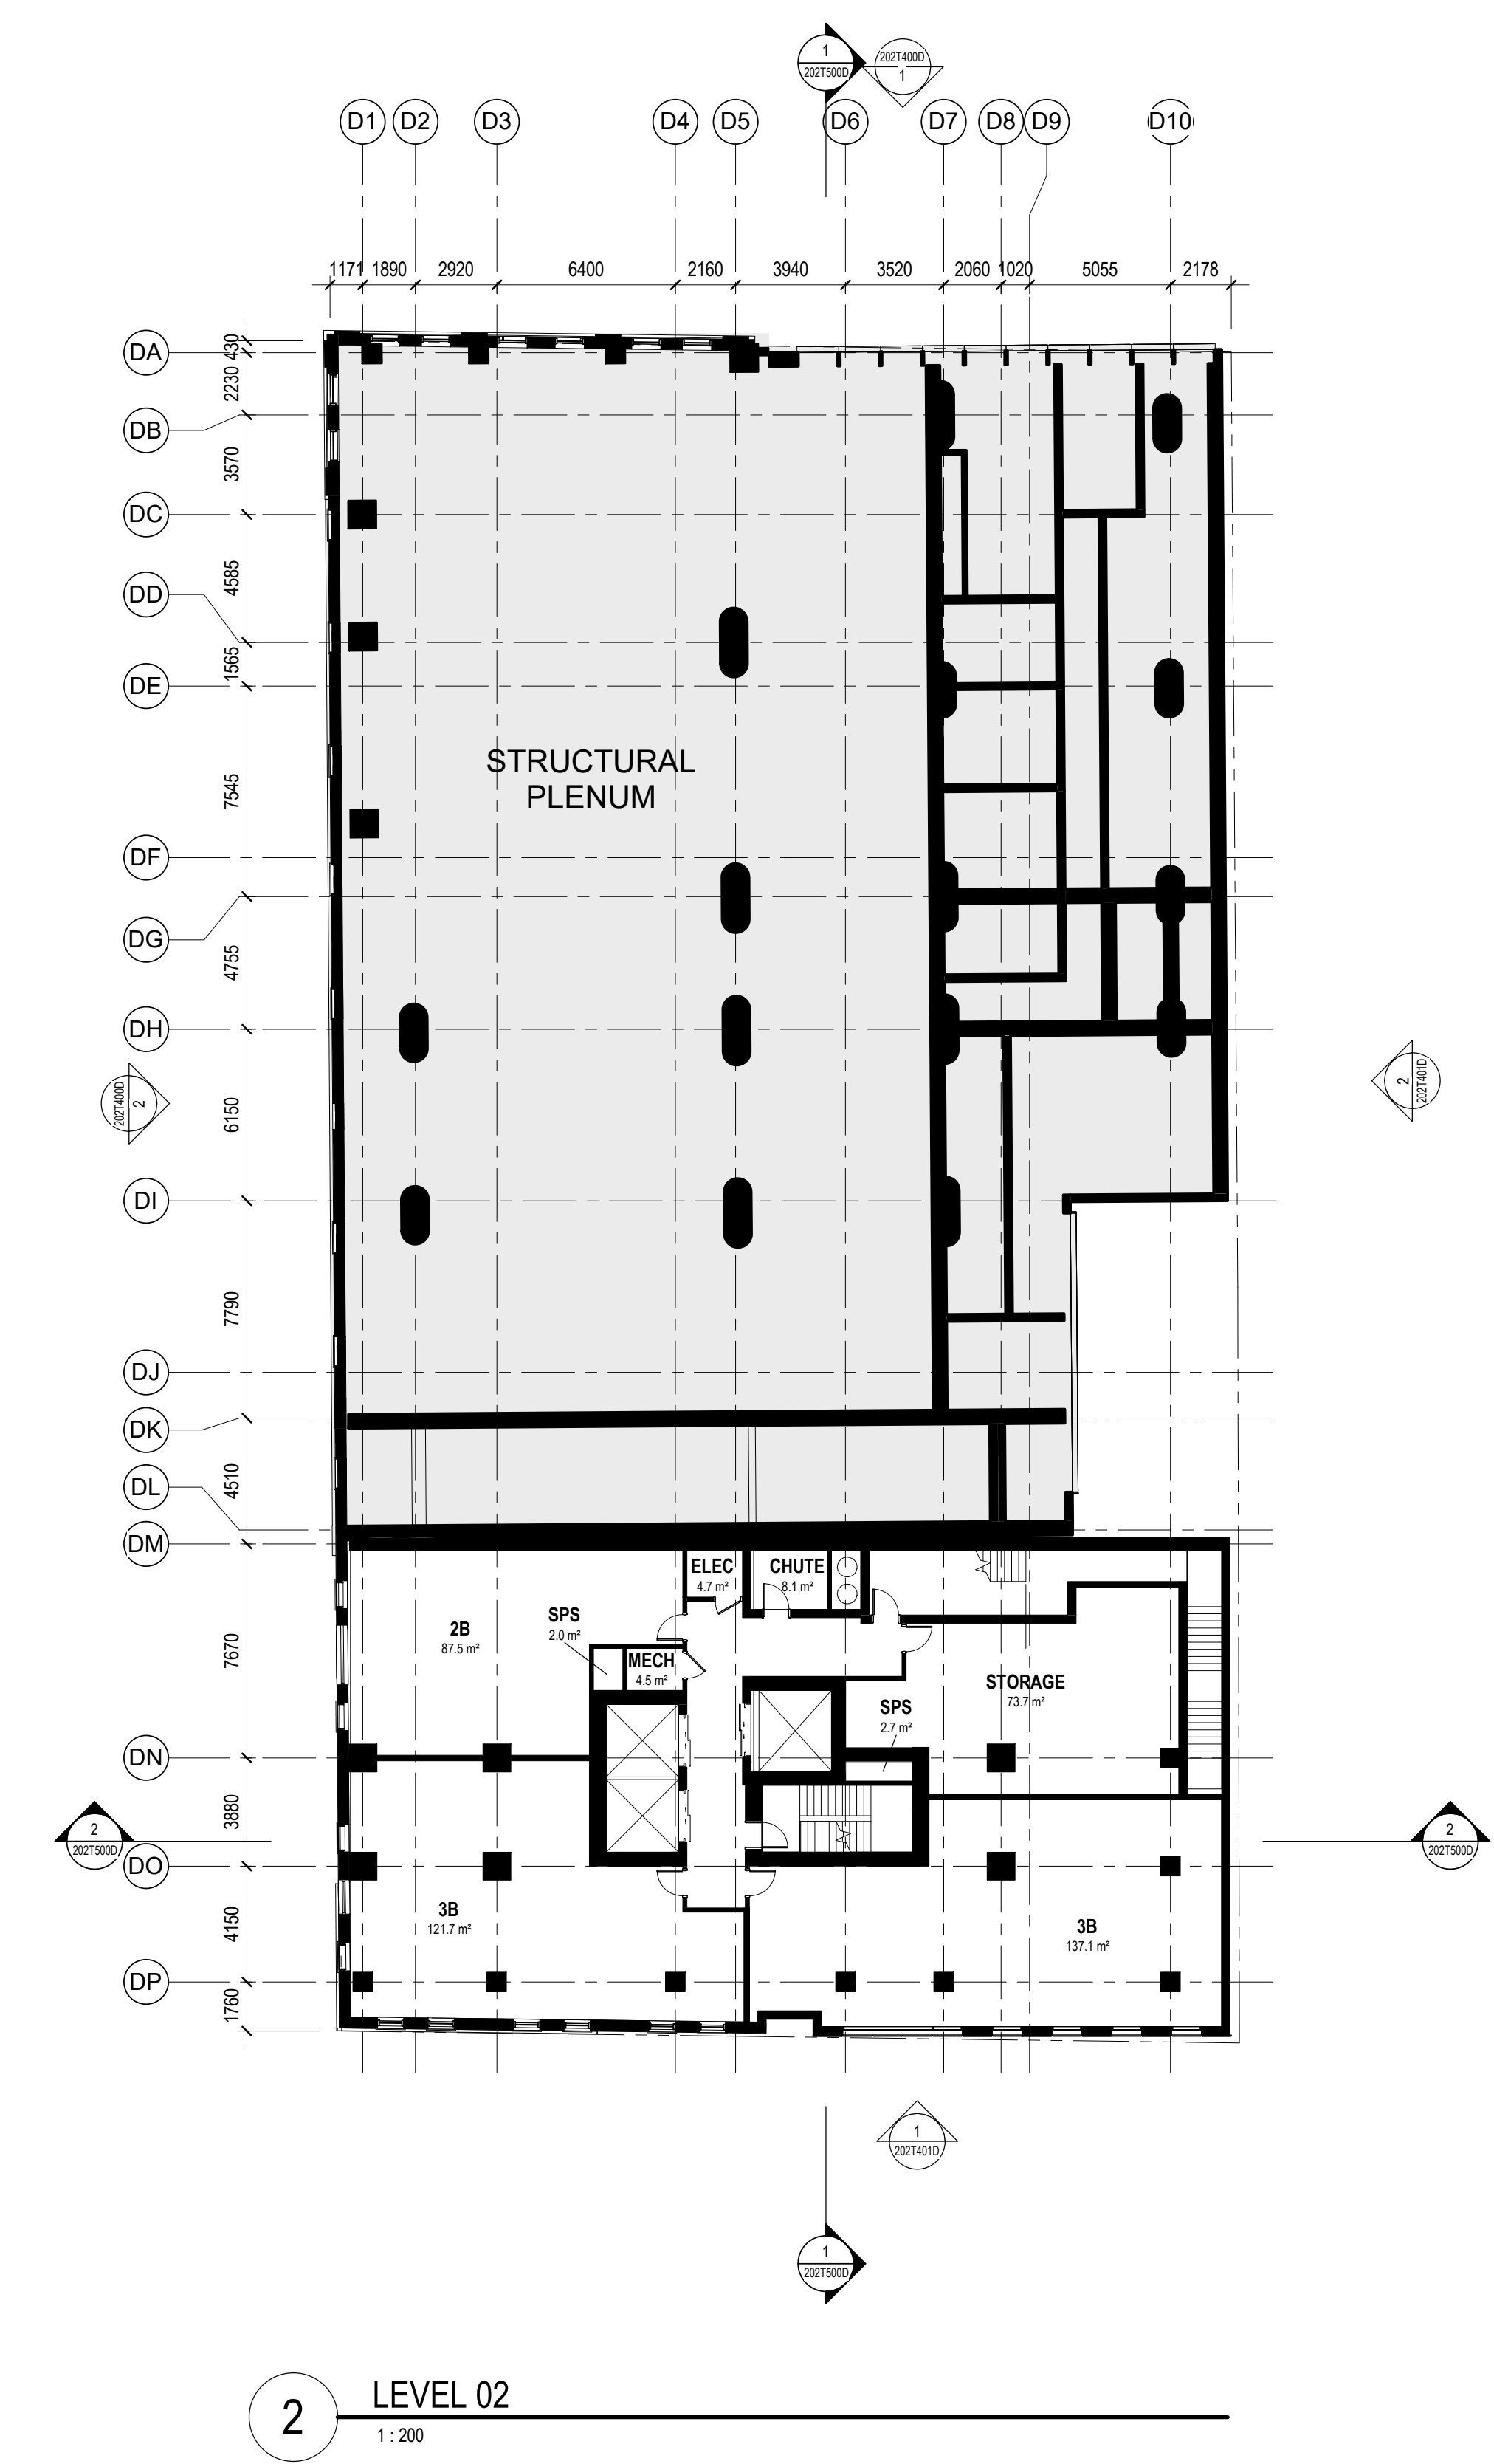 1
202T500D
202T400D
1
D1 D2 D3 D4 D5 D6 D7 D8 D9 D10
1171 1890 2920 6400 2160 3940 3520 2060 1020 5055 2178
430
DA
2230
DB
3570
DC
4585
DD
1565
DE
STRUCTURAL
PLENUM
7545
DF
DG
4755
DH
2
202T400D
2
202T401D
6150
DI
7790
DJ
DK
4510
DL
DM
ELEC
4.7 m²
CHUTE
8.1 m²
SPS
2.0 m²
2B
87.5 m²
7670
MECH
4.5 m²
STORAGE
73.7 m²
SPS
2.7 m²
DN
3880
2
202T500D
2
202T500D
DO
3B
121.7 m²
3B
137.1 m²
4150
DP
1760
1
202T401D
1
202T500D
2
LEVEL 02
1 : 200